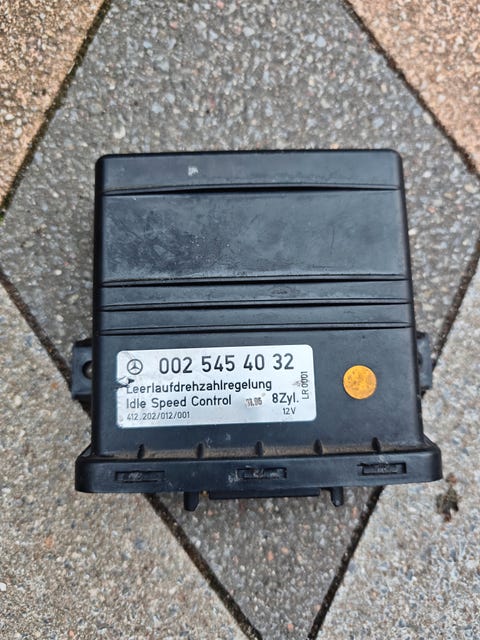 002 545 40 32
Leerlaufdrehzahlregelung
Idle Speed Control 8Zyl.
412.202/012/001 12V
LR 0001